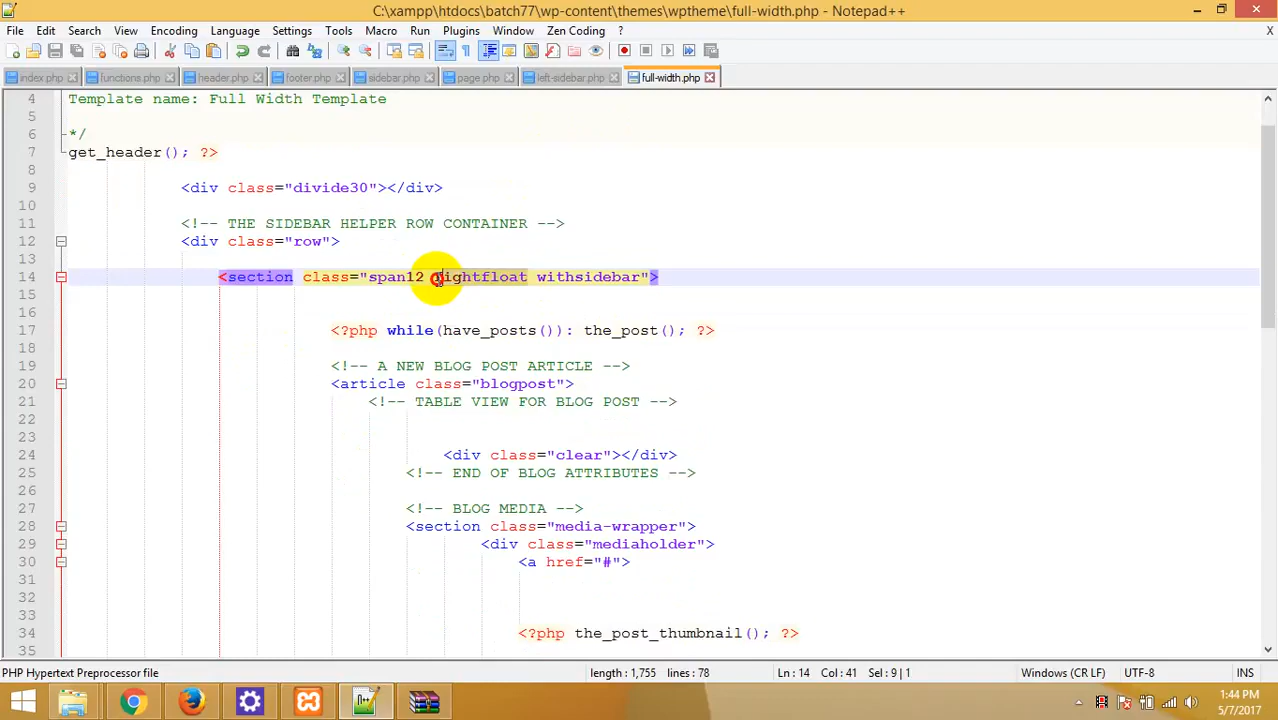 C:\xampp\htdocs\batch77\wp-content\themes\wptheme\full-width.php - Notepad++
File Edit Search View Encoding Language Settings Tools Macro Run Plugins Window Zen Coding ? X
index.php functions.php header.php footer.php sidebar.php page.php left-sidebar.php full-width.php
4 Template name: Full Width Template
5
6 */
7 get_header(); ?>
8
9 <div class="divide30"></div>
10
11 <!-- THE SIDEBAR HELPER ROW CONTAINER -->
12 <div class="row">
13
14 <section class="span12 rightfloat withsidebar">
15
16
17 <?php while(have_posts()): the_post(); ?>
18
19 <!-- A NEW BLOG POST ARTICLE -->
20 <article class="blogpost">
21 <!-- TABLE VIEW FOR BLOG POST -->
22
23
24 <div class="clear"></div>
25 <!-- END OF BLOG ATTRIBUTES -->
26
27 <!-- BLOG MEDIA -->
28 <section class="media-wrapper">
29 <div class="mediaholder">
30 <a href="#">
31
32
33
34 <?php the_post_thumbnail(); ?>
35
PHP Hypertext Preprocessor file length : 1,755 lines : 78 Ln : 14 Col : 41 Sel : 9 | 1 Windows (CR LF) UTF-8 INS
1:44 PM
5/7/2017